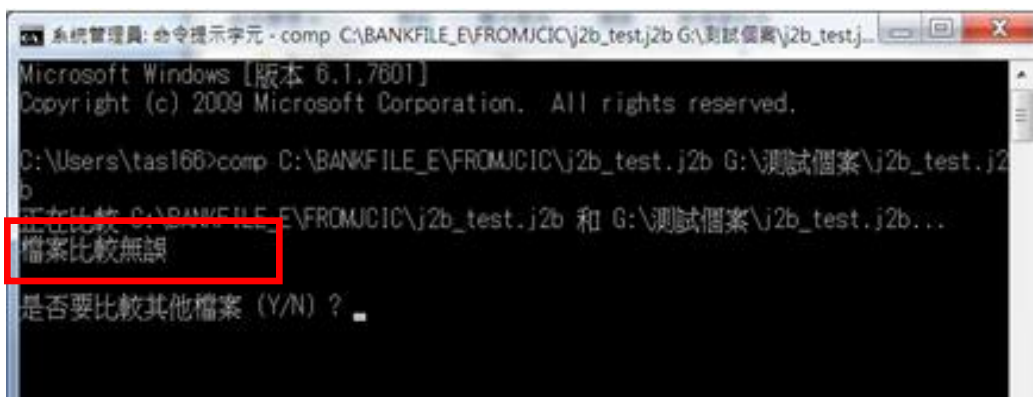 系統管理員: 命令提示字元 - comp C:\BANKFILE_E\FROMJCIC\j2b_test.j2b G:\測試個案\j2b_test.j...
Microsoft Windows [版本 6.1.7601]
Copyright (c) 2009 Microsoft Corporation. All rights reserved.
C:\Users\tas166>comp C:\BANKFILE_E\FROMJCIC\j2b_test.j2b G:\測試個案\j2b_test.j2
b
正在比較 C:\BANKFILE_E\FROMJCIC\j2b_test.j2b 和 G:\測試個案\j2b_test.j2b...
檔案比較無誤
是否要比較其他檔案 (Y/N) ?